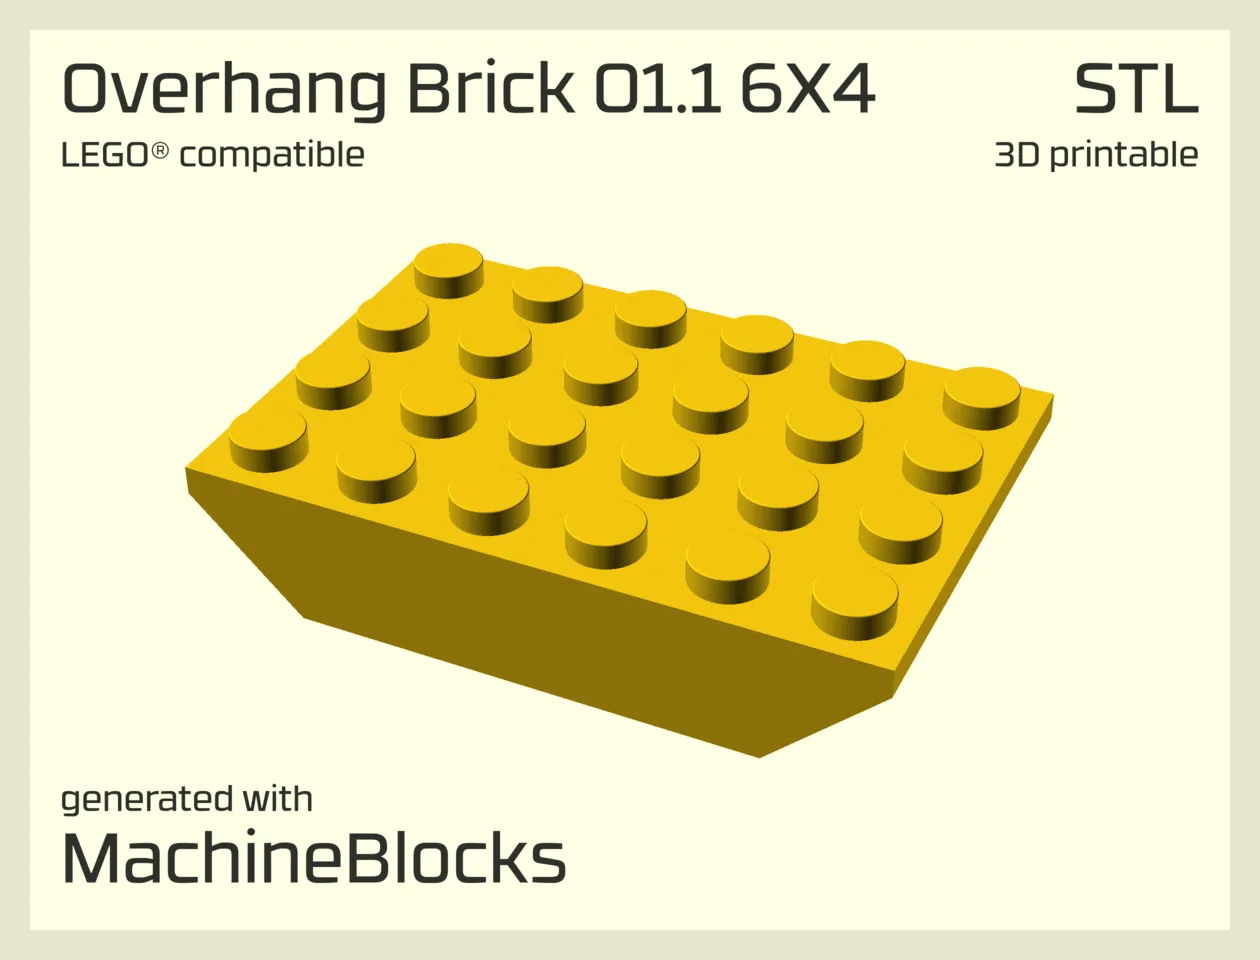 Overhang Brick 01.1 6X4
STL
LEGO® compatible
3D printable
generated with
MachineBlocks